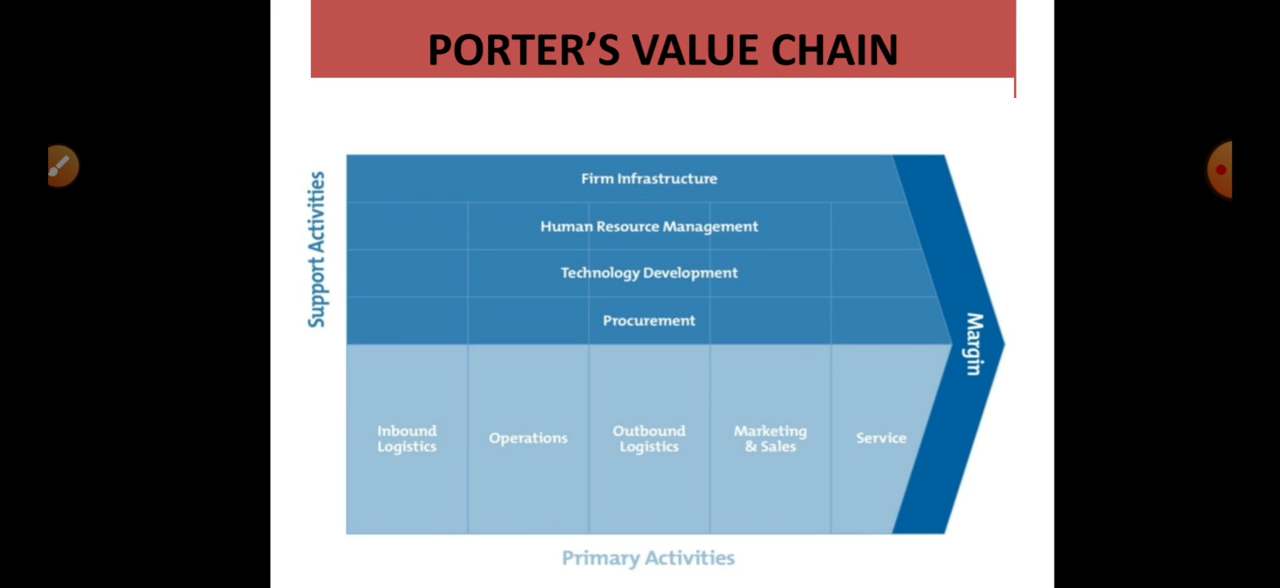 PORTER’S VALUE CHAIN
Support Activities
Firm Infrastructure
Human Resource Management
Technology Development
Procurement
Margin
Inbound
Logistics
Operations
Outbound
Logistics
Marketing
& Sales
Service
Primary Activities